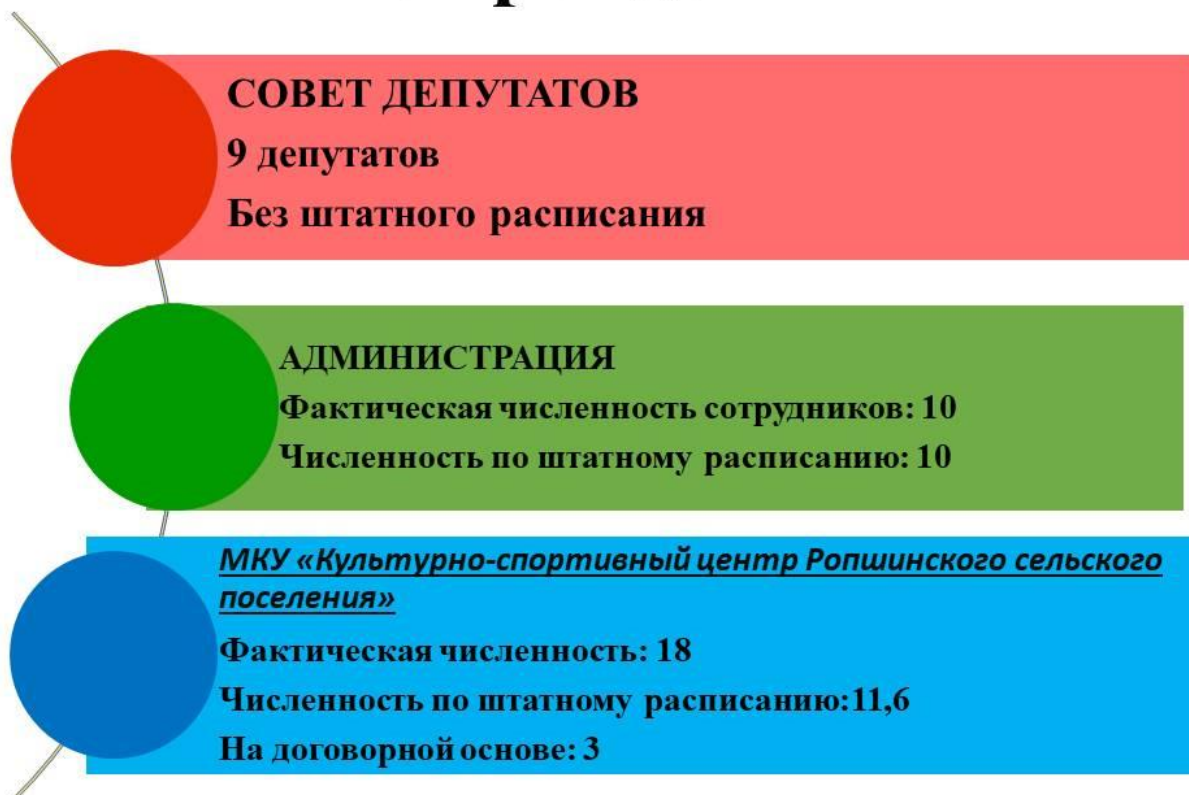 СОВЕТ ДЕПУТАТОВ
9 депутатов
Без штатного расписания
АДМИНИСТРАЦИЯ
Фактическая численность сотрудников: 10
Численность по штатному расписанию: 10
МКУ «Культурно-спортивный центр Ропшинского сельского
поселения»
Фактическая численность: 18
Численность по штатному расписанию:11,6
На договорной основе: 3